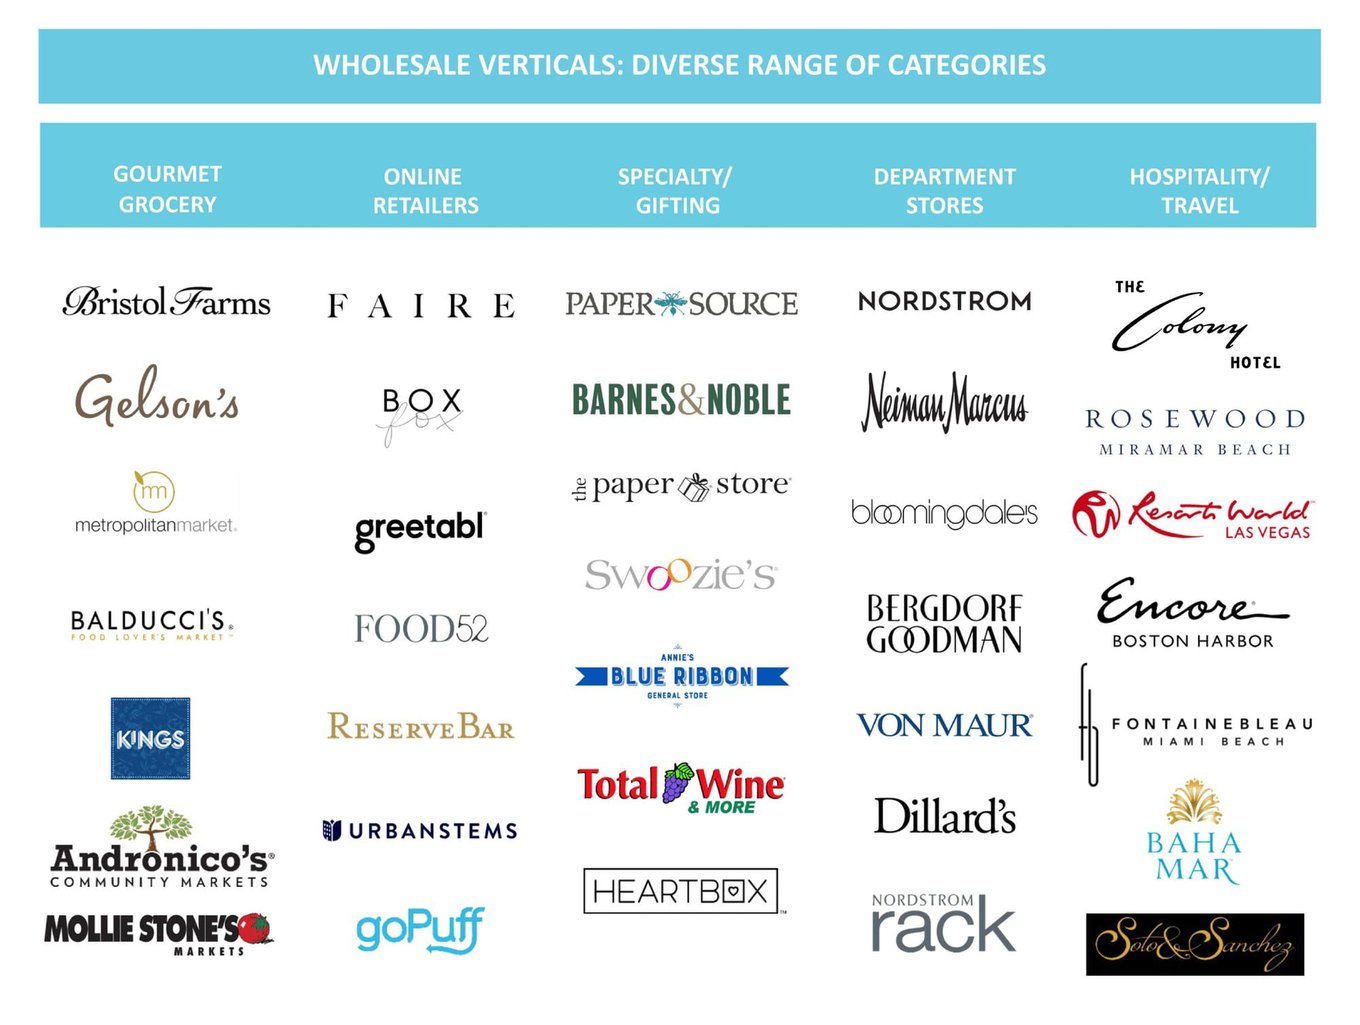 WHOLESALE VERTICALS: DIVERSE RANGE OF CATEGORIES
GOURMET
GROCERY
ONLINE
RETAILERS
SPECIALTY/
GIFTING
DEPARTMENT
STORES
HOSPITALITY/
TRAVEL
Bristol Farms
Gelson's
m
metropolitanmarket
BALDUCCI'S®
FOOD LOVER'S MARKET™
KINGS
Andronico's®
COMMUNITY MARKETS
MOLLIE STONE'S
MARKETS
FAIRE
BOX
fox
greetabl
FOOD52
RESERVEBAR
URBANSTEMS
goPuff
PAPER SOURCE
BARNES&NOBLE
the paper store
Swoozie's
ANNIE'S
BLUE RIBBON
GENERAL STORE
Total Wine
& MORE
HEARTBOX™
NORDSTROM
Neiman Marcus
bloomingdale's
BERGDORF
GOODMAN
VON MAUR®
Dillard's
NORDSTROM
rack
THE
Colony
HOTEL
ROSEWOOD
MIRAMAR BEACH
Resorts World
LAS VEGAS
Encore®
BOSTON HARBOR
fb
FONTAINEBLEAU
MIAMI BEACH
BAHA
MAR
Soto & Sanchez